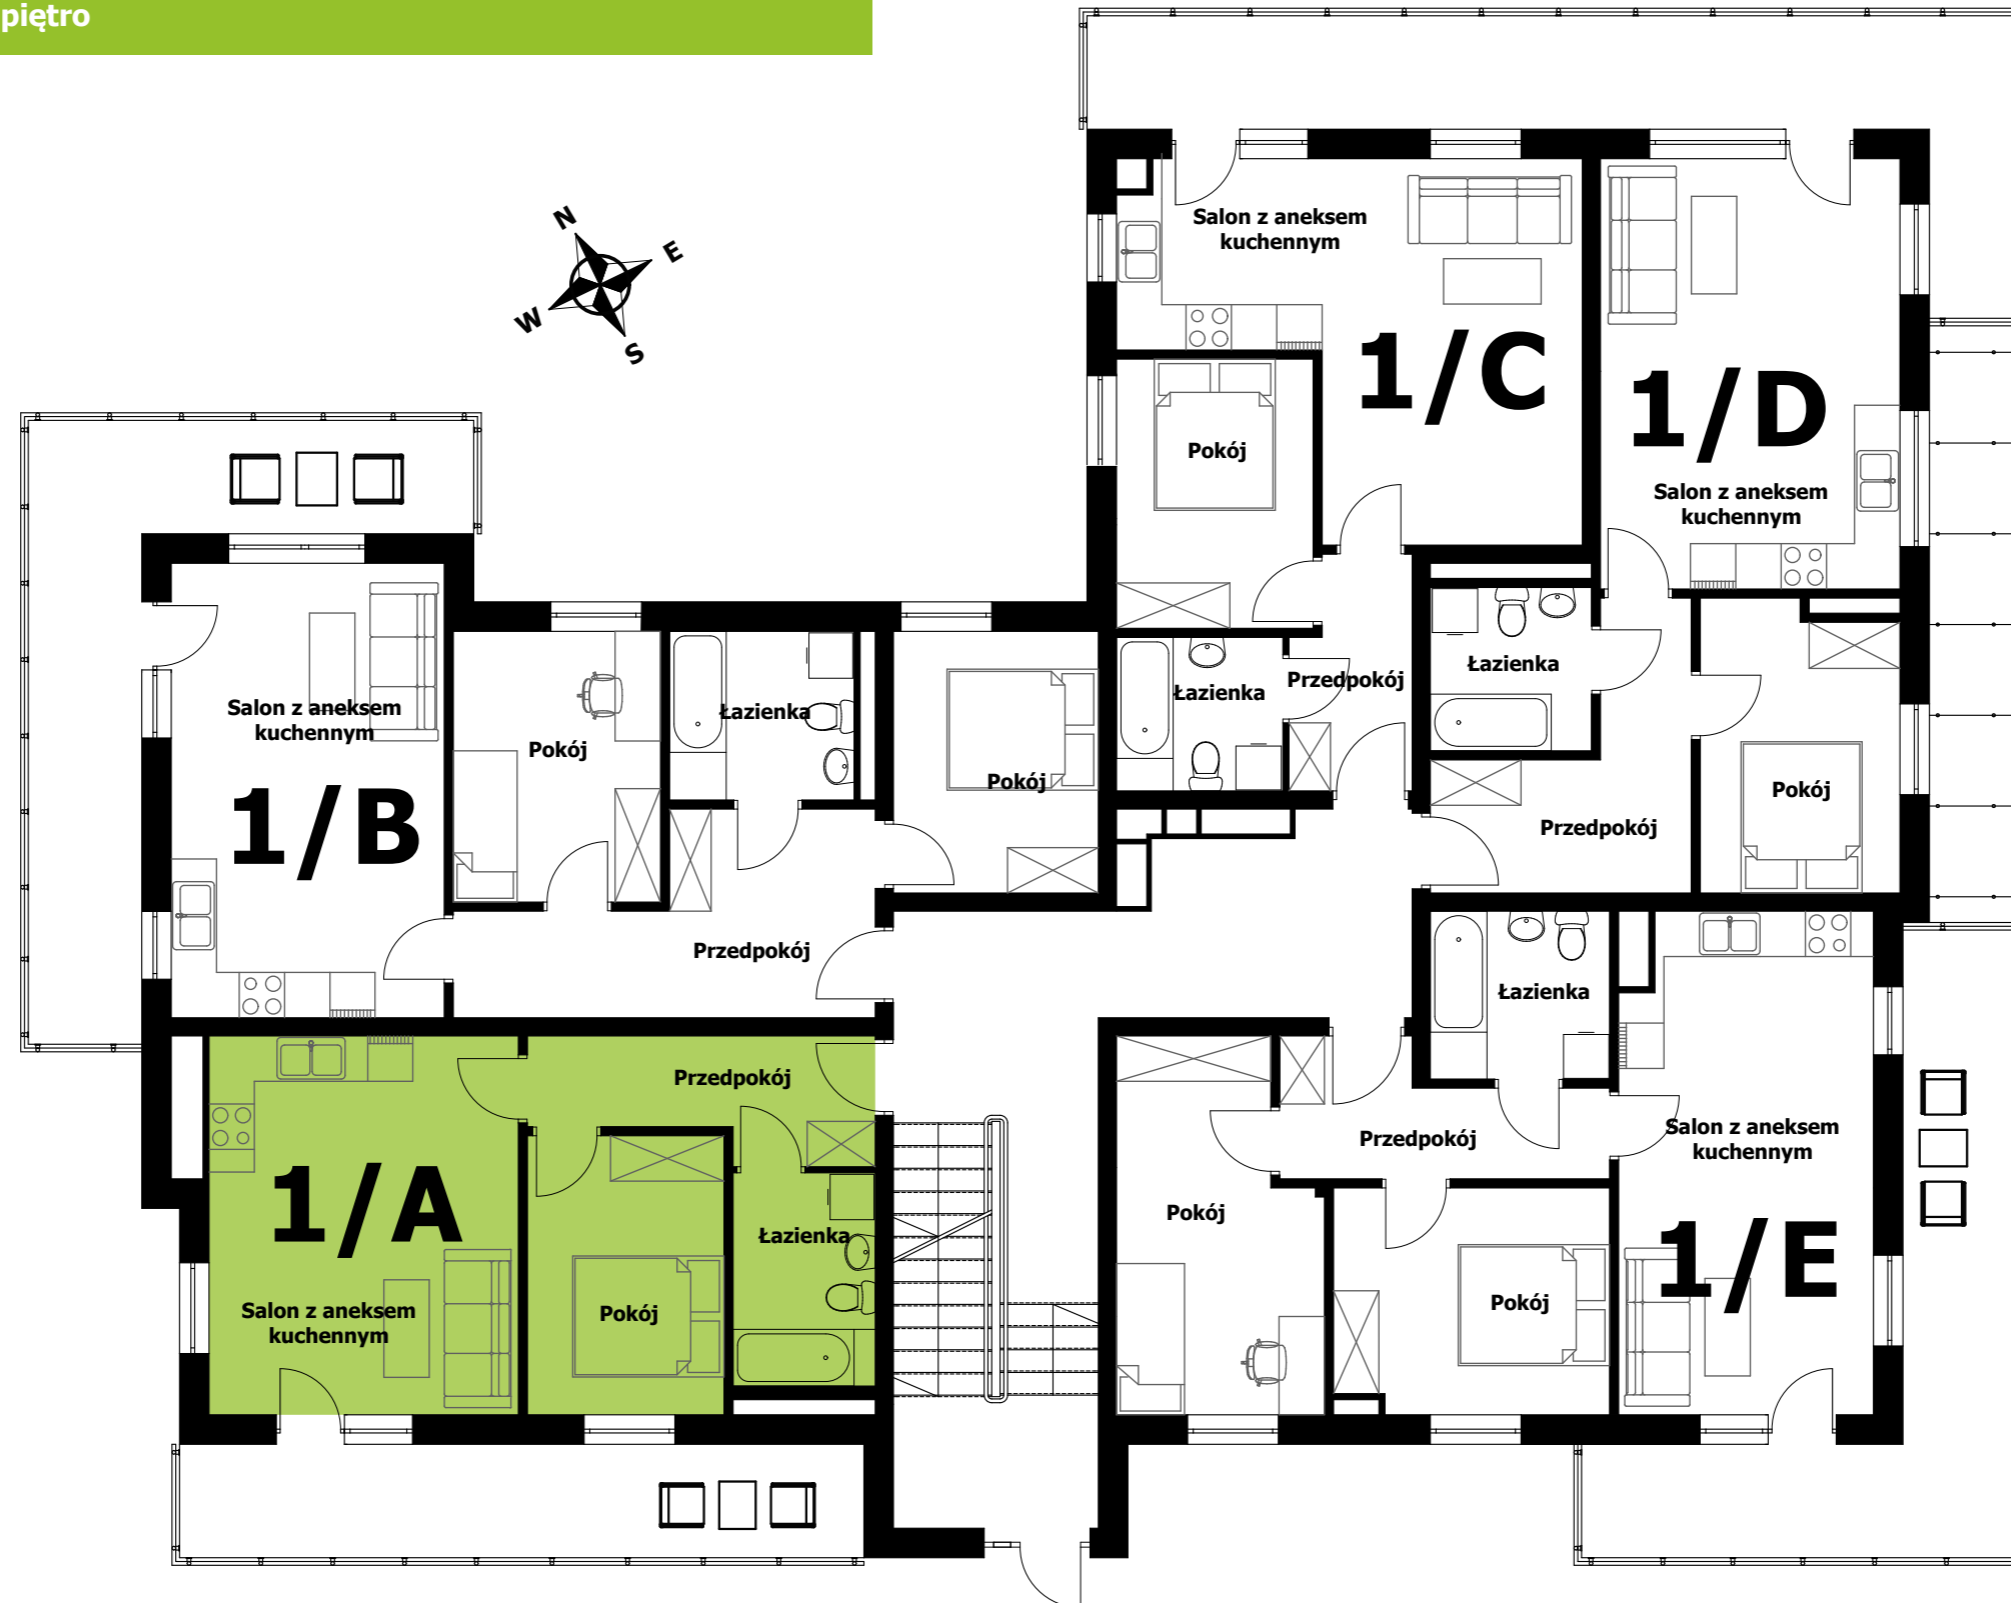 piętro
N
E
W
S
Salon z aneksem
kuchennym
1/C
Pokój
Łazienka
Przedpokój
1/D
Salon z aneksem
kuchennym
Łazienka
Przedpokój
Pokój
Salon z aneksem
kuchennym
1/B
Pokój
Łazienka
Pokój
Przedpokój
Przedpokój
1/A
Łazienka
Salon z aneksem
kuchennym
Pokój
Łazienka
Salon z aneksem
kuchennym
Przedpokój
Pokój
1/E
Pokój